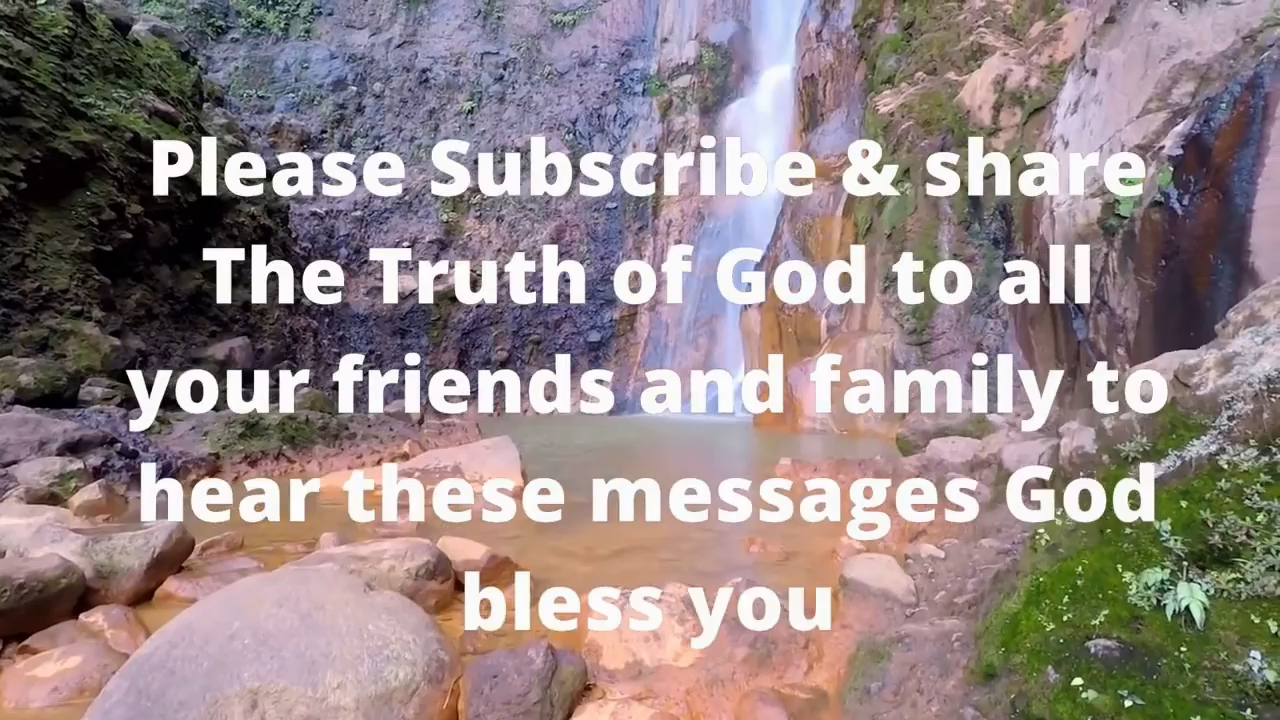 Please Subscribe & share
The Truth of God to all
your friends and family to
hear these messages God
bless you